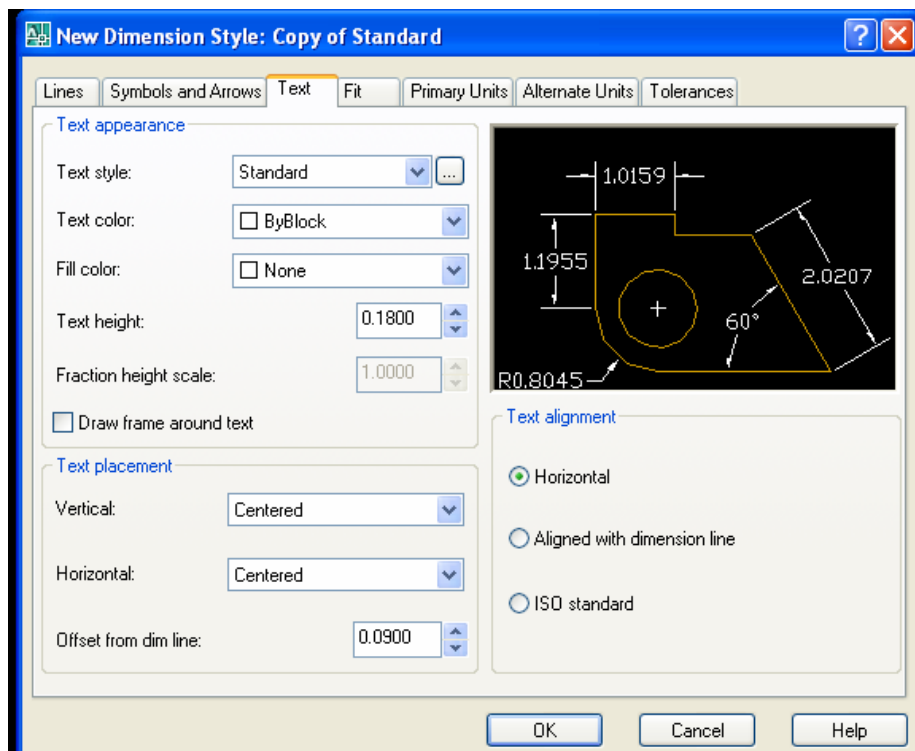 New Dimension Style: Copy of Standard
Lines Symbols and Arrows Text Fit Primary Units Alternate Units Tolerances
Text appearance
Text style: Standard ...
Text color: ByBlock
Fill color: None
Text height: 0.1800
Fraction height scale: 1.0000
Draw frame around text
Text placement
Vertical: Centered
Horizontal: Centered
Offset from dim line: 0.0900
1.0159
1.1955
2.0207
60°
R0.8045
Text alignment
Horizontal
Aligned with dimension line
ISO standard
OK Cancel Help